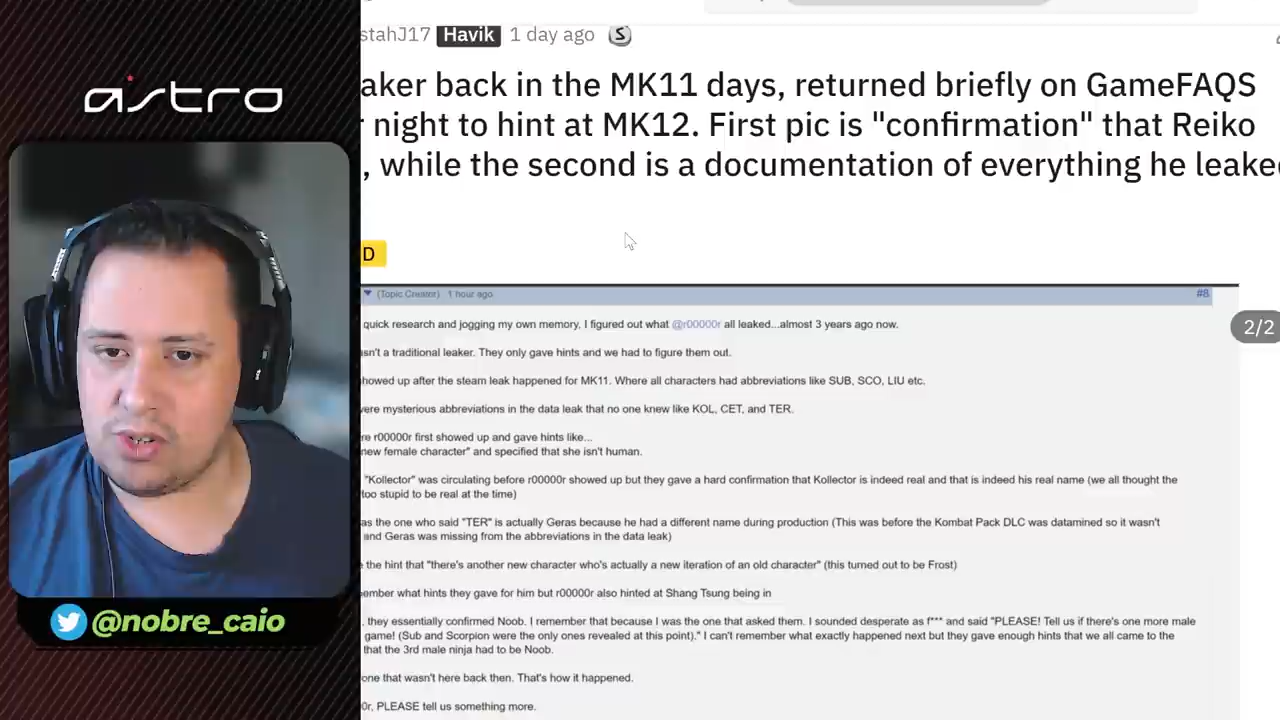 astro
@nobre_caio
stahJ17 Havik 1 day ago S
aker back in the MK11 days, returned briefly on GameFAQS
night to hint at MK12. First pic is "confirmation" that Reiko
, while the second is a documentation of everything he leake
D
2/2
(Topic Creator) 1 hour ago #8
quick research and jogging my own memory, I figured out what @r00000r all leaked...almost 3 years ago now.
sn't a traditional leaker. They only gave hints and we had to figure them out.
howed up after the steam leak happened for MK11. Where all characters had abbreviations like SUB, SCO, LIU etc.
ere mysterious abbreviations in the data leak that no one knew like KOL, CET, and TER.
re r00000r first showed up and gave hints like...
new female character" and specified that she isn't human.
"Kollector" was circulating before r00000r showed up but they gave a hard confirmation that Kollector is indeed real and that is indeed his real name (we all thought the
too stupid to be real at the time)
as the one who said "TER" is actually Geras because he had a different name during production (This was before the Kombat Pack DLC was datamined so it wasn't
and Geras was missing from the abbreviations in the data leak)
e the hint that "there's another new character who's actually a new iteration of an old character" (this turned out to be Frost)
ember what hints they gave for him but r00000r also hinted at Shang Tsung being in
, they essentially confirmed Noob. I remember that because I was the one that asked them. I sounded desperate as f*** and said "PLEASE! Tell us if there's one more male
game! (Sub and Scorpion were the only ones revealed at this point)." I can't remember what exactly happened next but they gave enough hints that we all came to the
that the 3rd male ninja had to be Noob.
one that wasn't here back then. That's how it happened.
0r, PLEASE tell us something more.